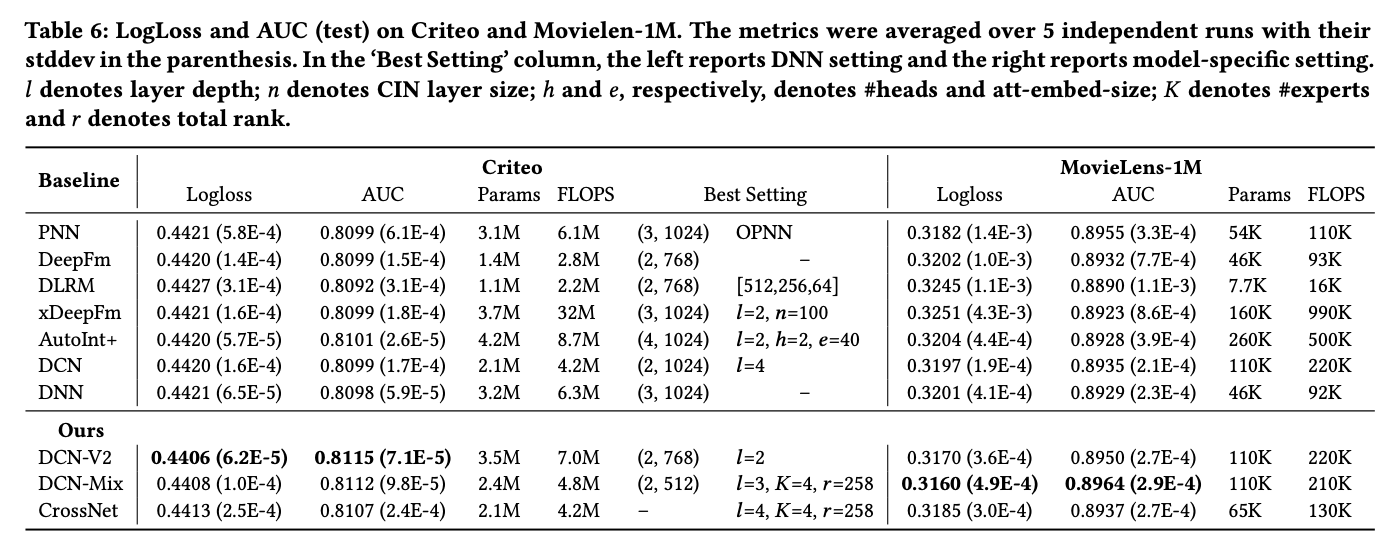 Table 6: LogLoss and AUC (test) on Criteo and Movielen-1M. The metrics were averaged over 5 independent runs with their
stddev in the parenthesis. In the ‘Best Setting’ column, the left reports DNN setting and the right reports model-specific setting.
l denotes layer depth; n denotes CIN layer size; h and e, respectively, denotes #heads and att-embed-size; K denotes #experts
and r denotes total rank.
Baseline Criteo MovieLens-1M
Logloss AUC Params FLOPS Best Setting Logloss AUC Params FLOPS
PNN 0.4421 (5.8E-4) 0.8099 (6.1E-4) 3.1M 6.1M (3, 1024) OPNN 0.3182 (1.4E-3) 0.8955 (3.3E-4) 54K 110K
DeepFm 0.4420 (1.4E-4) 0.8099 (1.5E-4) 1.4M 2.8M (2, 768) – 0.3202 (1.0E-3) 0.8932 (7.7E-4) 46K 93K
DLRM 0.4427 (3.1E-4) 0.8092 (3.1E-4) 1.1M 2.2M (2, 768) [512,256,64] 0.3245 (1.1E-3) 0.8890 (1.1E-3) 7.7K 16K
xDeepFm 0.4421 (1.6E-4) 0.8099 (1.8E-4) 3.7M 32M (3, 1024) l=2, n=100 0.3251 (4.3E-3) 0.8923 (8.6E-4) 160K 990K
AutoInt+ 0.4420 (5.7E-5) 0.8101 (2.6E-5) 4.2M 8.7M (4, 1024) l=2, h=2, e=40 0.3204 (4.4E-4) 0.8928 (3.9E-4) 260K 500K
DCN 0.4420 (1.6E-4) 0.8099 (1.7E-4) 2.1M 4.2M (2, 1024) l=4 0.3197 (1.9E-4) 0.8935 (2.1E-4) 110K 220K
DNN 0.4421 (6.5E-5) 0.8098 (5.9E-5) 3.2M 6.3M (3, 1024) – 0.3201 (4.1E-4) 0.8929 (2.3E-4) 46K 92K
Ours
DCN-V2 0.4406 (6.2E-5) 0.8115 (7.1E-5) 3.5M 7.0M (2, 768) l=2 0.3170 (3.6E-4) 0.8950 (2.7E-4) 110K 220K
DCN-Mix 0.4408 (1.0E-4) 0.8112 (9.8E-5) 2.4M 4.8M (2, 512) l=3, K=4, r=258 0.3160 (4.9E-4) 0.8964 (2.9E-4) 110K 210K
CrossNet 0.4413 (2.5E-4) 0.8107 (2.4E-4) 2.1M 4.2M – l=4, K=4, r=258 0.3185 (3.0E-4) 0.8937 (2.7E-4) 65K 130K